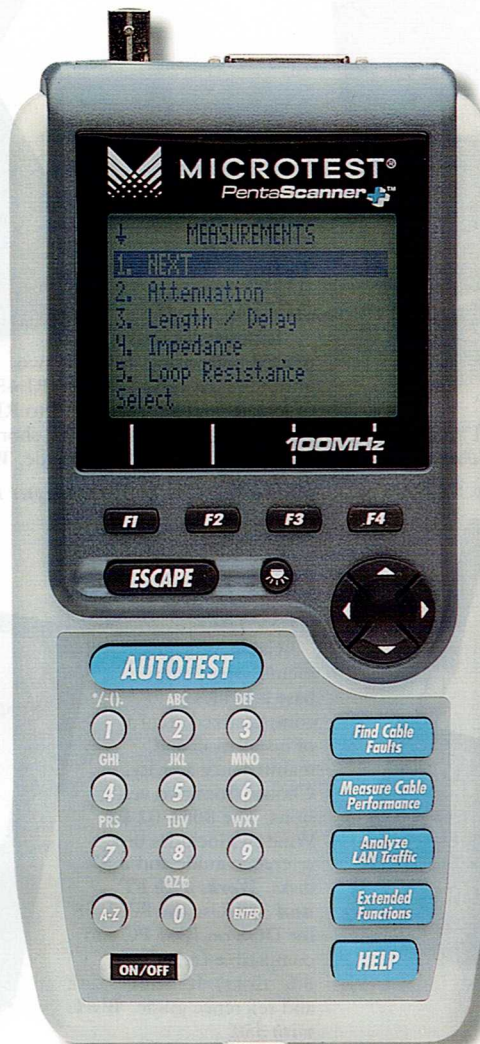 MICROTEST®
PentaScanner+™
↓ MEASUREMENTS
1. NEXT
2. Attenuation
3. Length / Delay
4. Impedance
5. Loop Resistance
Select
100MHz
F1 F2 F3 F4
ESCAPE
AUTOTEST
*/-(). ABC DEF
1 2 3
GHI JKL MNO
4 5 6
PRS TUV WXY
7 8 9
QZ
A-Z 0 ENTER
ON/OFF
Find Cable
Faults
Measure Cable
Performance
Analyze
LAN Traffic
Extended
Functions
HELP